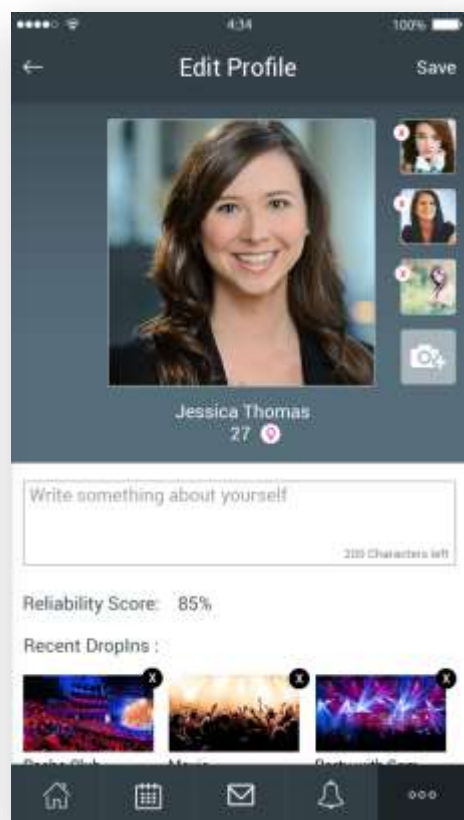 4:34
100%
Edit Profile
Save
Jessica Thomas
27
Write something about yourself
200 Characters left
Reliability Score: 85%
Recent DropIns :
X
X
X